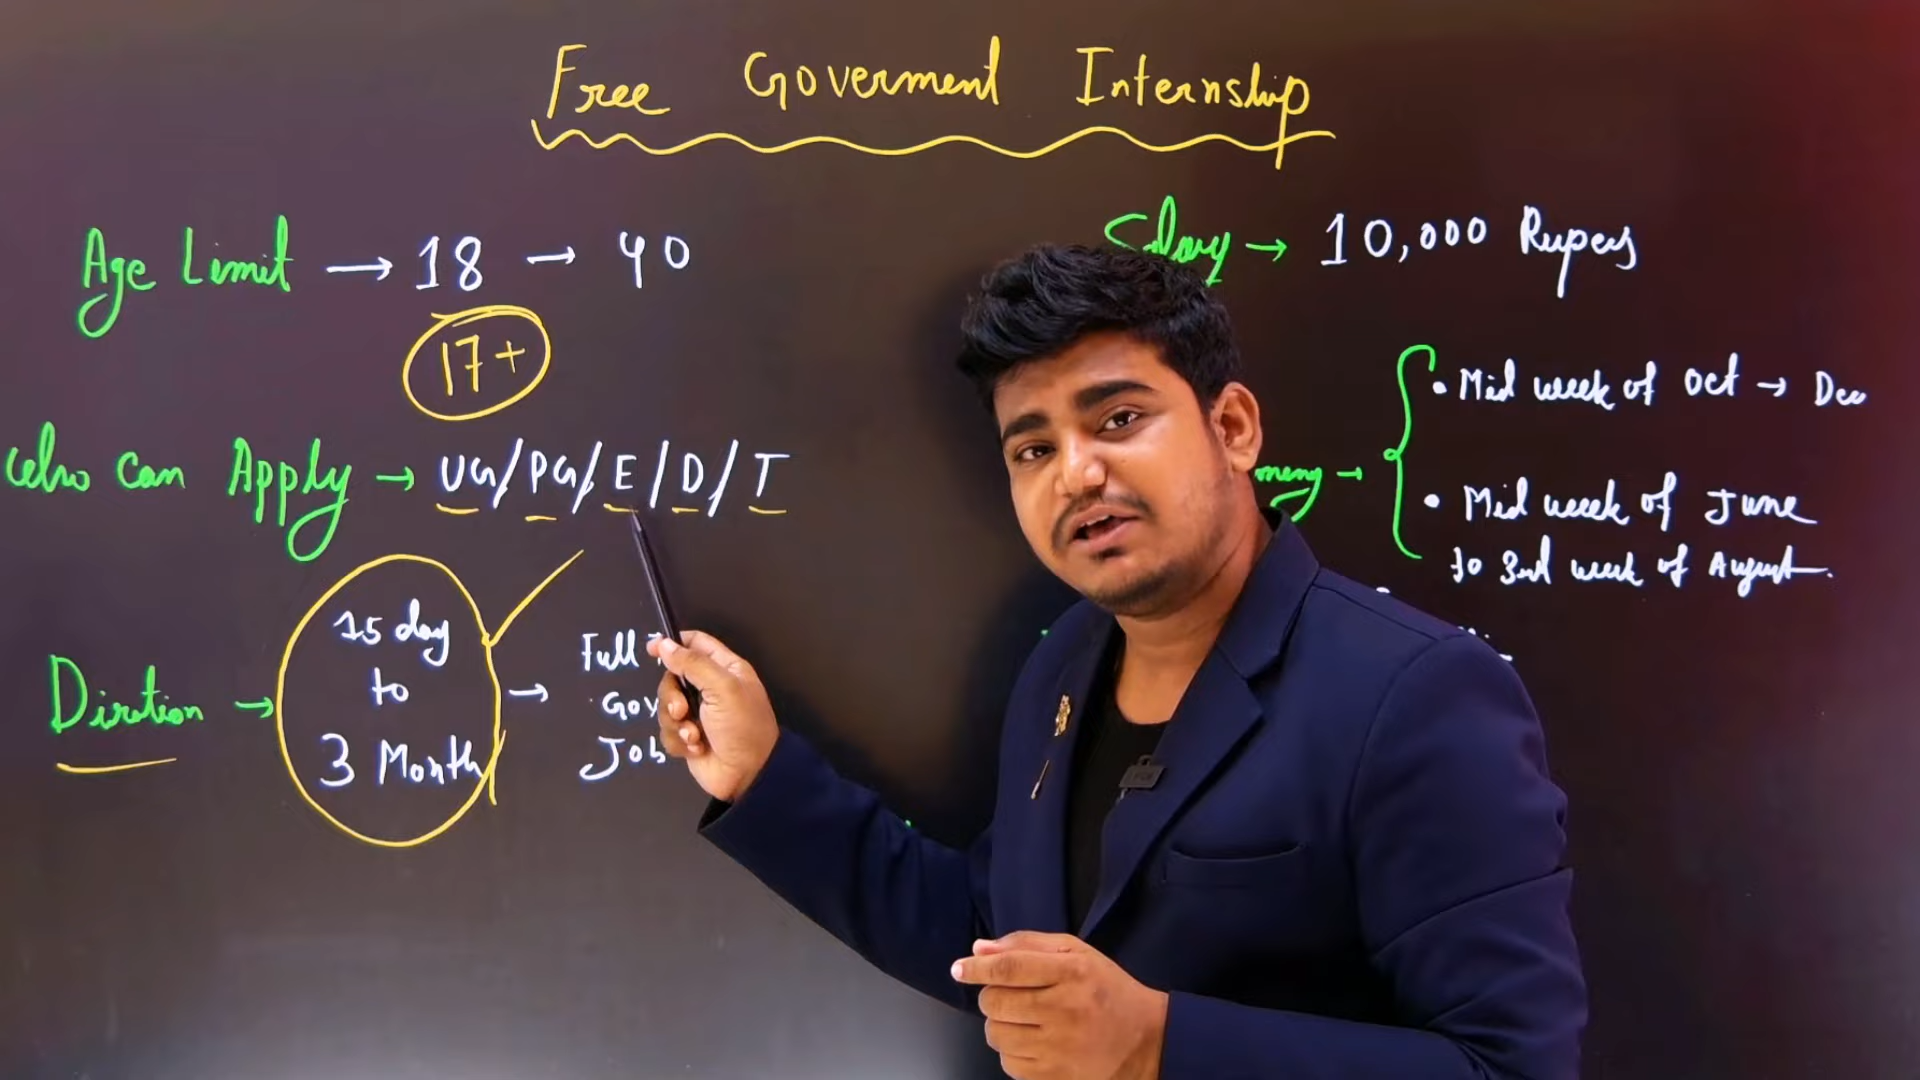 Free Goverment Internship
Age Limit → 18 → 40
17+
Who can Apply → UG/PG/E/D/T
Dirotion →
15 day
to
3 Month
→
Full
Gov
Job
Salary → 10,000 Rupees
ming →
• Mid week of Oct → Dec
• Mid week of June
to 3rd week of August.